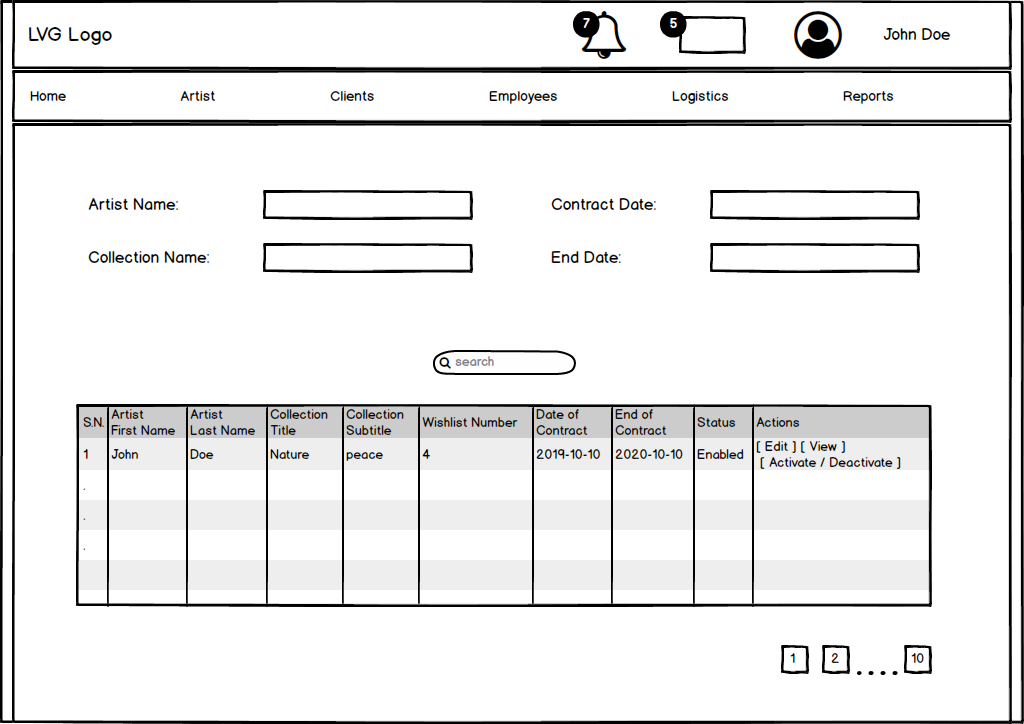 LVG Logo
7
5
John Doe
Home Artist Clients Employees Logistics Reports
Artist Name: Contract Date:
Collection Name: End Date:
search
S.N. Artist First Name Artist Last Name Collection Title Collection Subtitle Wishlist Number Date of Contract End of Contract Status Actions
1 John Doe Nature peace 4 2019-10-10 2020-10-10 Enabled [ Edit ] [ View ]
[ Activate / Deactivate ]
.
.
.
1 2 .... 10